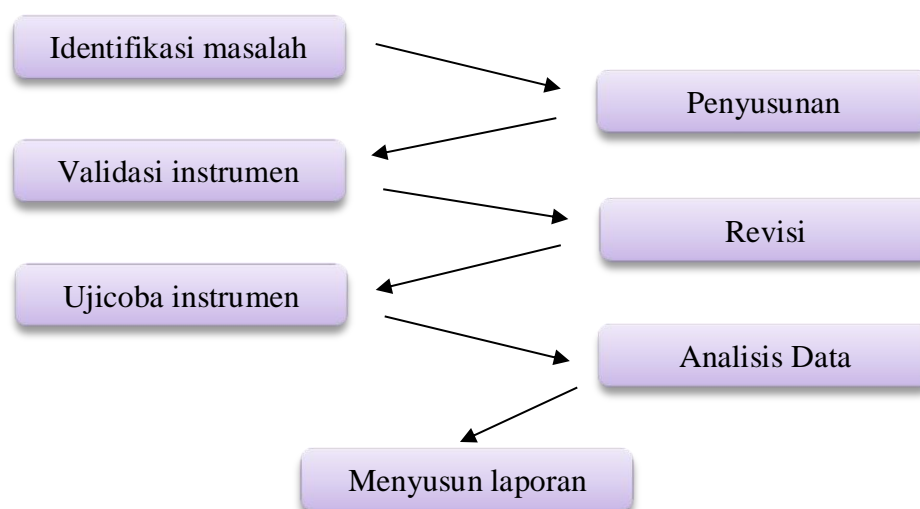 Identifikasi masalah
Penyusunan
Validasi instrumen
Revisi
Ujicoba instrumen
Analisis Data
Menyusun laporan